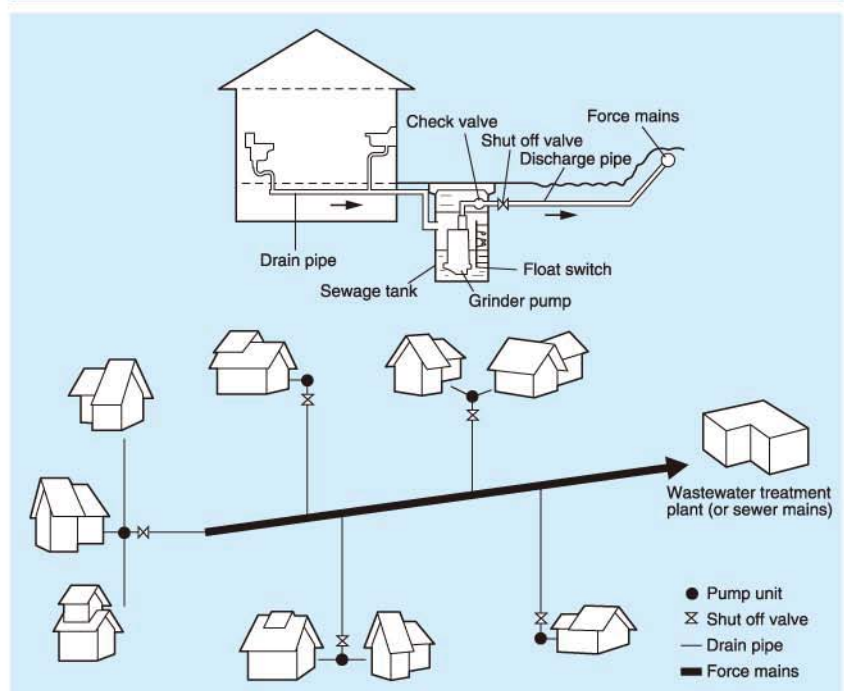 Force mains
Check valve
Shut off valve
Discharge pipe
Drain pipe
Float switch
Sewage tank
Grinder pump
Wastewater treatment
plant (or sewer mains)
Pump unit
Shut off valve
Drain pipe
Force mains